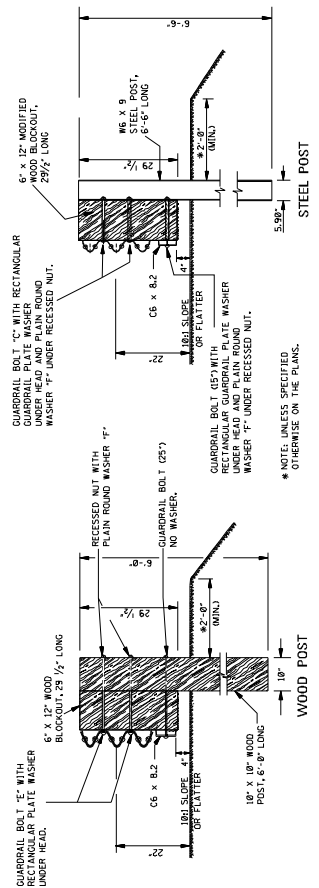 GUARDRAIL BOLT "E" WITH
RECTANGULAR PLATE WASHER
UNDER HEAD.
6" X 12" WOOD
BLOCKOUT, 29 1/2" LONG
RECESSED NUT WITH
PLAIN ROUND WASHER "F"
GUARDRAIL BOLT (25")
NO WASHER.
6'-0"
29 1/2"
*2'-0"
(MIN.)
22"
C6 X 8.2
4"
10:1 SLOPE
OR FLATTER
10" X 10" WOOD
POST, 6'-0" LONG
10"
WOOD POST
GUARDRAIL BOLT "C" WITH RECTANGULAR
GUARDRAIL PLATE WASHER
UNDER HEAD AND PLAIN ROUND
WASHER "F" UNDER RECESSED NUT.
6" X 12" MODIFIED
WOOD BLOCKOUT,
29 1/2" LONG
W6 X 9
STEEL POST,
6'-6" LONG
6'-6"
29 1/2"
*2'-0"
(MIN.)
22"
C6 X 8.2
4"
10:1 SLOPE
OR FLATTER
GUARDRAIL BOLT (15") WITH
RECTANGULAR GUARDRAIL PLATE WASHER
UNDER HEAD AND PLAIN ROUND
WASHER "F" UNDER RECESSED NUT.
5.90"
STEEL POST
* NOTE: UNLESS SPECIFIED
OTHERWISE ON THE PLANS.